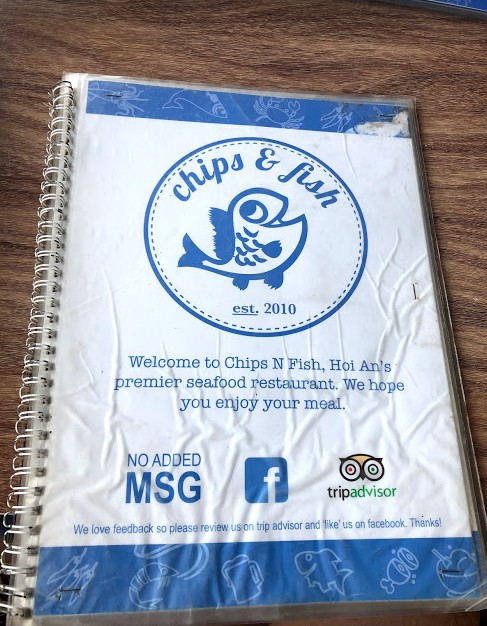 chips & fish
est. 2010
Welcome to Chips N Fish, Hoi An's
premier seafood restaurant. We hope
you enjoy your meal.
NO ADDED
MSG
f
tripadvisor
We love feedback so please review us on trip advisor and 'like' us on facebook. Thanks!